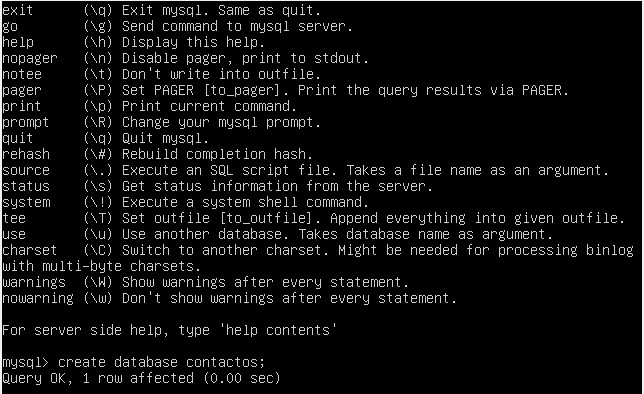 exit      (\q) Exit mysql. Same as quit.
go        (\g) Send command to mysql server.
help      (\h) Display this help.
nopager   (\n) Disable pager, print to stdout.
notee     (\t) Don't write into outfile.
pager     (\P) Set PAGER [to_pager]. Print the query results via PAGER.
print     (\p) Print current command.
prompt    (\R) Change your mysql prompt.
quit      (\q) Quit mysql.
rehash    (\#) Rebuild completion hash.
source    (\.) Execute an SQL script file. Takes a file name as an argument.
status    (\s) Get status information from the server.
system    (\!) Execute a system shell command.
tee       (\T) Set outfile [to_outfile]. Append everything into given outfile.
use       (\u) Use another database. Takes database name as argument.
charset   (\C) Switch to another charset. Might be needed for processing binlog
with multi-byte charsets.
warnings  (\W) Show warnings after every statement.
nowarning (\w) Don't show warnings after every statement.
For server side help, type 'help contents'
mysql> create database contactos;
Query OK, 1 row affected (0.00 sec)